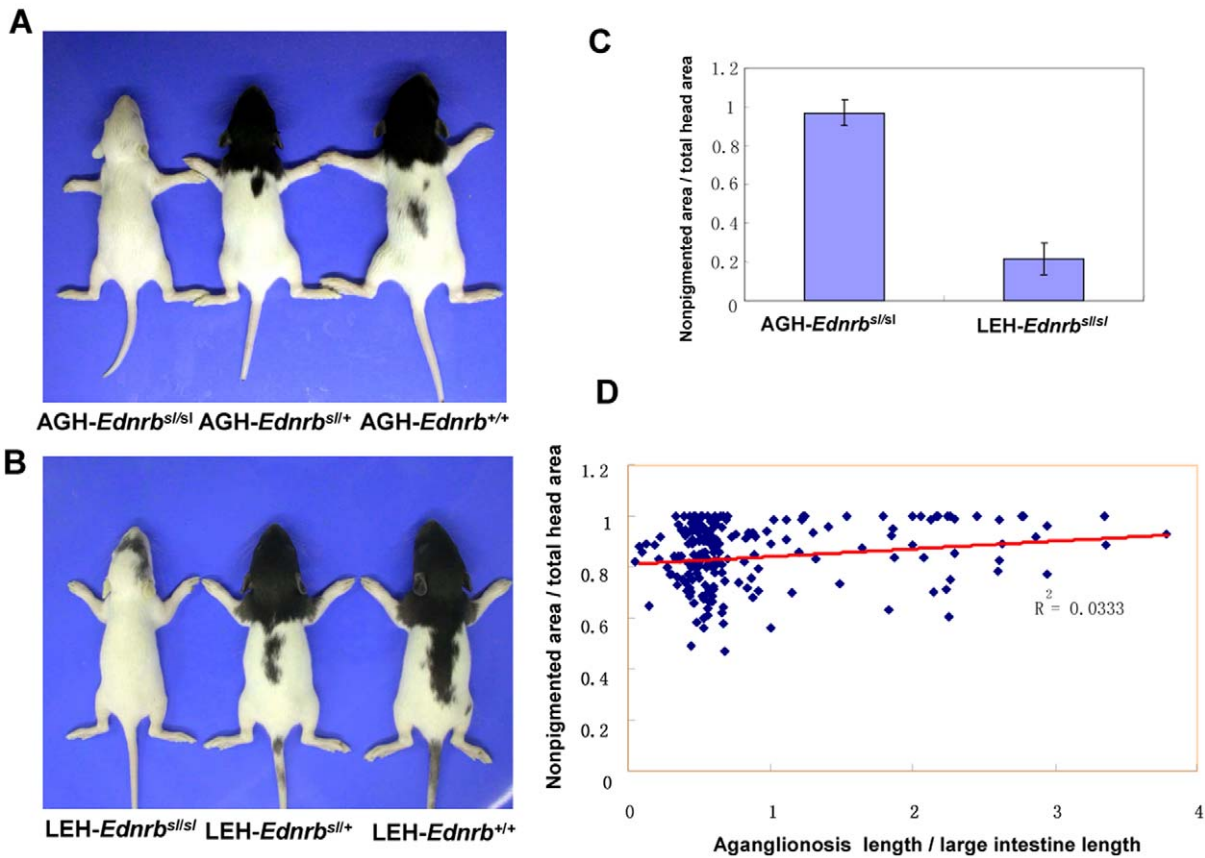 A
AGH-Ednrbsl/sl AGH-Ednrbsl/+ AGH-Ednrb+/+
B
LEH-Ednrbsl/sl LEH-Ednrbsl/+ LEH-Ednrb+/+
C
Nonpigmented area / total head area
1.2
1
0.8
0.6
0.4
0.2
0
AGH-Ednrbsl/sl LEH-Ednrbsl/sl
D
Nonpigmented area / total head area
1.2
1
0.8
0.6
0.4
0.2
0
R2 = 0.0333
0 1 2 3 4
Aganglionosis length / large intestine length